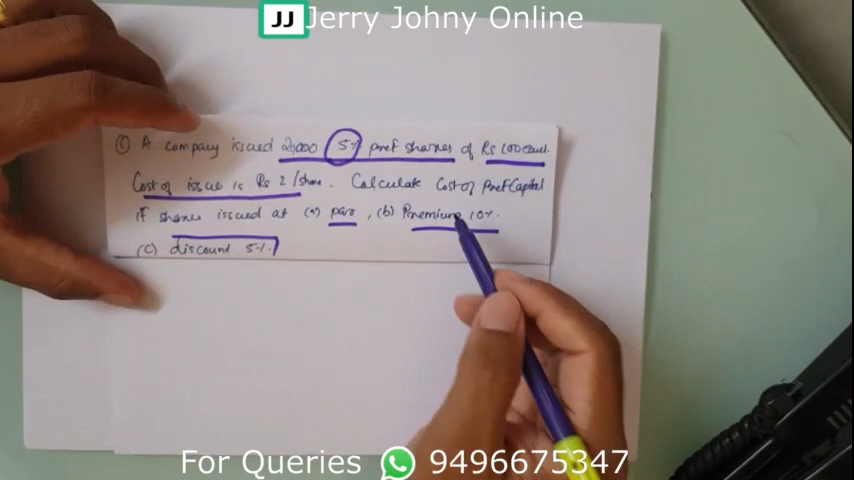 JJ Jerry Johny Online
① A company issued 20000 5% pref shares of Rs 100 each.
Cost of issue is Rs 2/share. Calculate Cost of Pref Capital
if shares issued at (a) par, (b) Premium 10%.
(c) discount 5%.
For Queries 9496675347